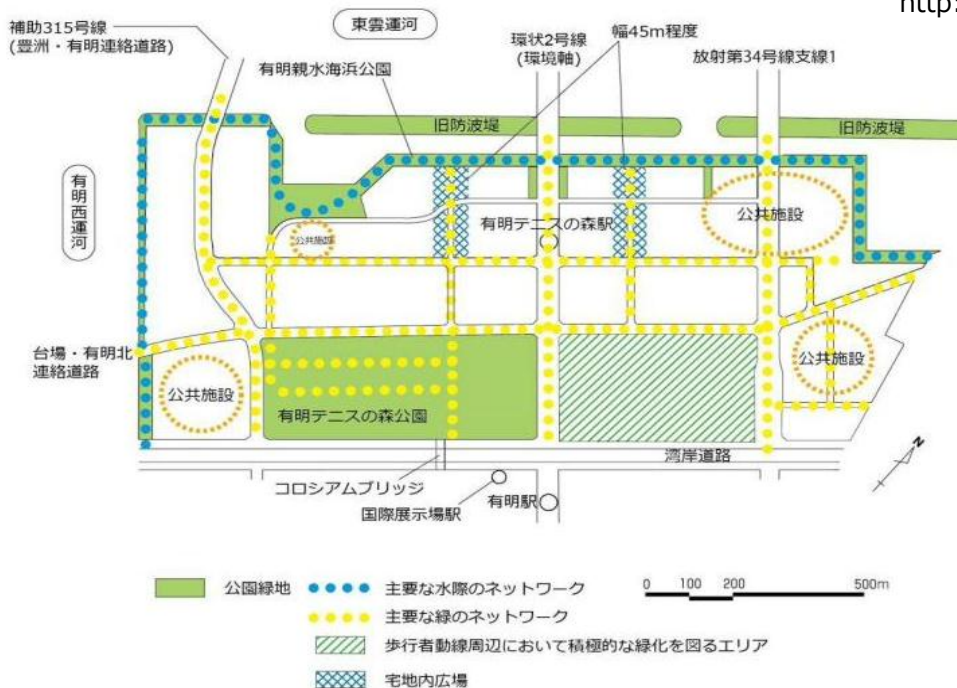 http:
補助315号線
(豊洲・有明連絡道路)
東雲運河
環状2号線
(環境軸)
幅45m程度
放射第34号線支線1
有明親水海浜公園
旧防波堤
旧防波堤
有明西運河
公共施設
有明テニスの森駅
公共施設
台場・有明北
連絡道路
公共施設
公共施設
有明テニスの森公園
湾岸道路
N
コロシアムブリッジ
国際展示場駅
有明駅
公園緑地
主要な水際のネットワーク
0 100 200 500m
主要な緑のネットワーク
歩行者動線周辺において積極的な緑化を図るエリア
宅地内広場